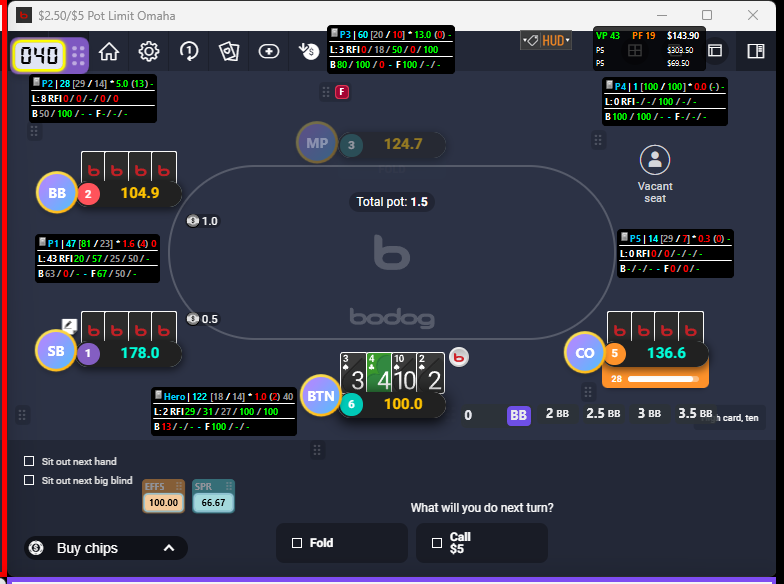 $2.50/$5 Pot Limit Omaha
040
HUD
VP 43 PF 19 $143.90
PS $303.50
PS $69.50
P3 | 60 [20 / 10] * 13.0 (0) -
L: 3 RFI 0 / 18 / 50 / 0 / 100
B 80 / 100 / 0 - F 100 / - / -
P2 | 28 [29 / 14] * 5.0 (13) -
L: 8 RFI 0 / 0 / - / 0 / 0
B 50 / 100 / - - F - / - / -
P4 | 1 [100 / 100] * 0.0 (-) -
L: 0 RFI - / - / 100 / - / -
B 100 / 100 / - F - / - / -
F
MP 3 124.7
Vacant
seat
BB 2 104.9
Total pot: 1.5
1.0
b
bodog
P1 | 47 [81 / 23] * 1.6 (4) 0
L: 43 RFI 20 / 57 / 25 / 50 / -
B 63 / 0 / - - F 67 / 50 / -
P5 | 14 [29 / 7] * 0.3 (0) -
L: 0 RFI 0 / 0 / - / - / -
B - / - / - - F 0 / 0 / -
0.5
SB 1 178.0
CO 5 136.6
28
3 3 4 4 10 10 2 2
BTN 6 100.0
Hero | 122 [18 / 14] * 1.0 (2) 40
L: 2 RFI 29 / 31 / 27 / 100 / 100
B 13 / - / - - F 100 / - / -
0 BB 2 BB 2.5 BB 3 BB 3.5 BB
high card, ten
Sit out next hand
Sit out next big blind
EFFS SPR
100.00 66.67
What will you do next turn?
Buy chips
Fold
Call
$5